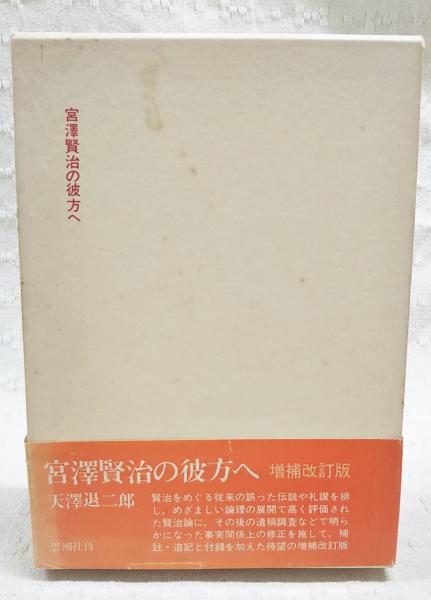 宮澤賢治の彼方へ
宮澤賢治の彼方へ 増補改訂版
天澤退二郎
賢治をめぐる従来の誤った伝説や礼讃を排
し，めざましい論理の展開で高く評価され
た賢治論に，その後の遺稿調査などで明ら
かになった事実関係上の修正を施して，補
註・追記と付録を加えた待望の増補改訂版
思潮社刊